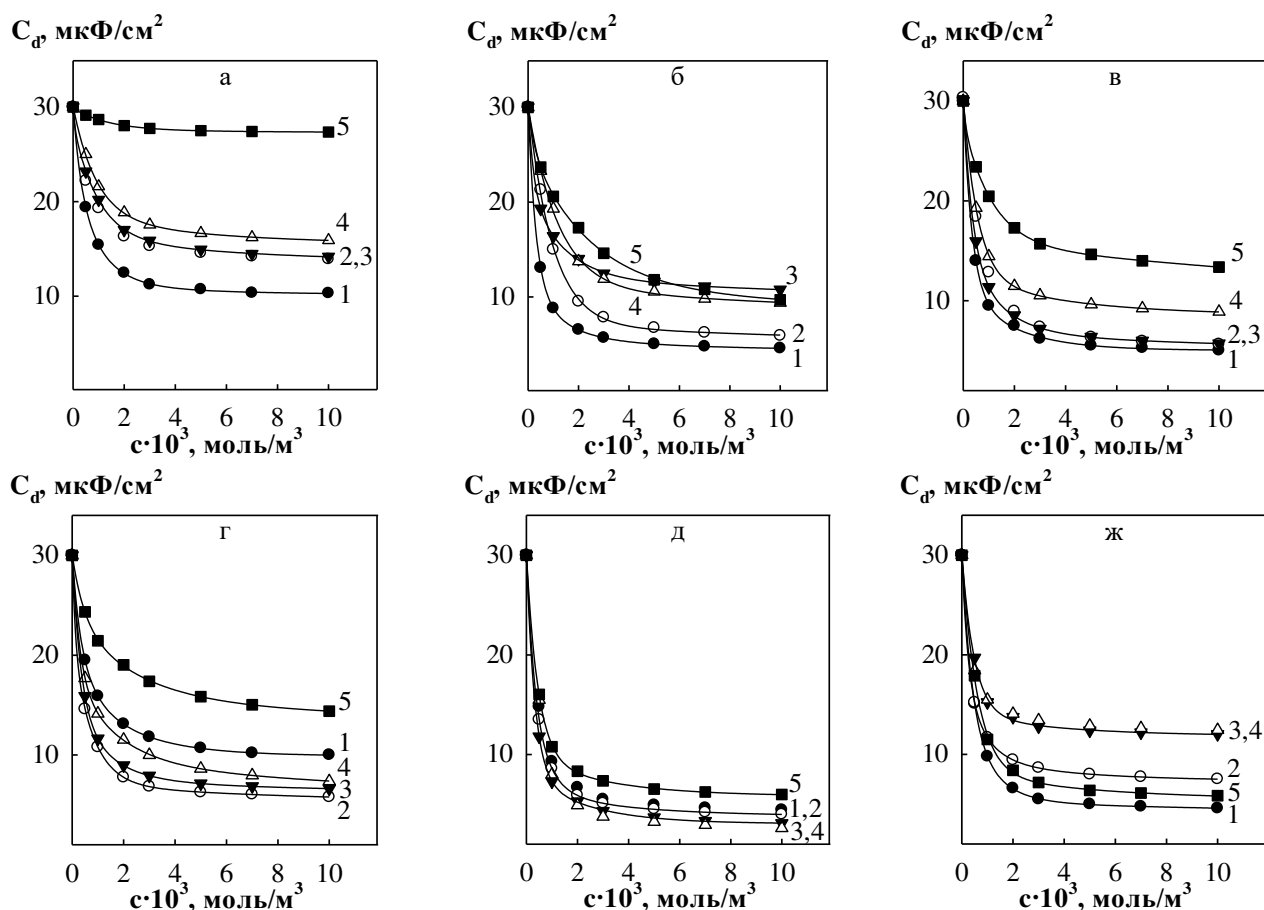 C_d, мкФ/см² C_d, мкФ/см² C_d, мкФ/см²
а б в
30 30 30
5
20 20 20
4 5 3 5
2,3 4 4
10 1 10 2 10 2,3
1 1
0 2 4 6 8 10 0 2 4 6 8 10 0 2 4 6 8 10
c·10³, моль/м³ c·10³, моль/м³ c·10³, моль/м³
C_d, мкФ/см² C_d, мкФ/см² C_d, мкФ/см²
г д ж
30 30 30
20 20 20
5 3,4
1 2
10 4 10 5 10 5
3 1,2 1
2 3,4
0 2 4 6 8 10 0 2 4 6 8 10 0 2 4 6 8 10
c·10³, моль/м³ c·10³, моль/м³ c·10³, моль/м³